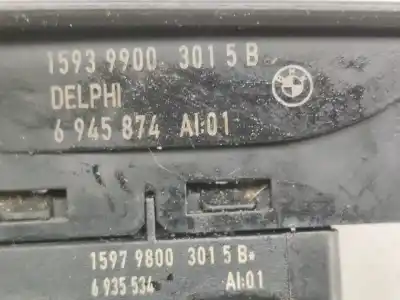 1593 9900 301 5 B
DELPHI
6 945 874 AI:01
1597 9800 301 5 B
6 935 534 AI:01